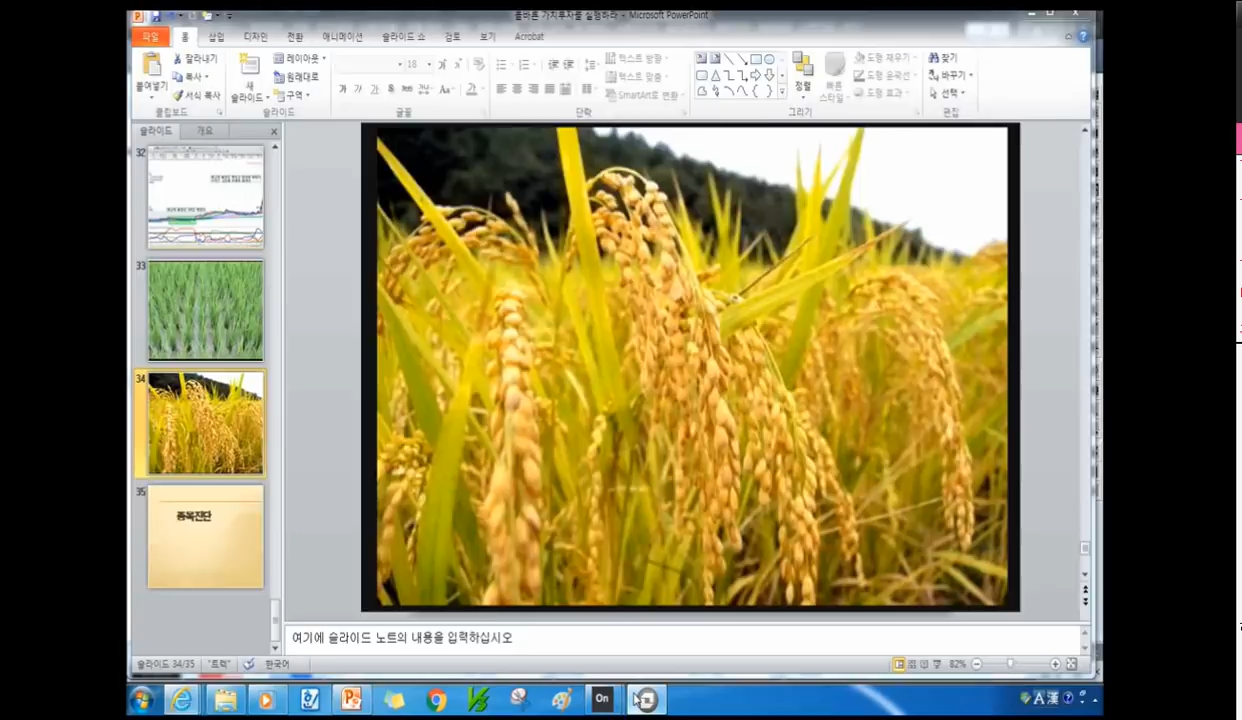 올바른 가치투자를 실행하라 - Microsoft PowerPoint
파일 홈 삽입 디자인 전환 애니메이션 슬라이드 쇼 검토 보기 Acrobat
붙여넣기
잘라내기
복사
서식 복사
클립보드
새 슬라이드
레이아웃
원래대로
구역
슬라이드
18
가 가 가
글꼴
텍스트 방향
텍스트 맞춤
SmartArt로 변환
단락
정렬
빠른 스타일
도형 채우기
도형 윤곽선
도형 효과
그리기
찾기
바꾸기
선택
편집
슬라이드 개요
32
33
34
35
종목진단
여기에 슬라이드 노트의 내용을 입력하십시오
슬라이드 34/35 "트렉" 한국어
82%
On
A 漢